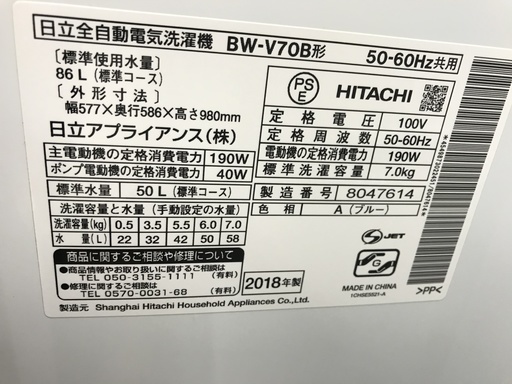 日立全自動電気洗濯機 BW-V70B形 50-60Hz共用
〔標準使用水量〕
86L(標準コース)
〔外形寸法〕
幅577×奥行586×高さ980mm
日立アプライアンス(株)
PS
E
HITACHI
定格電圧 100V
定格周波数 50-60Hz
電動機の定格消費電力 190W
標準洗濯容量 7.0kg
主電動機の定格消費電力 190W
ポンプ電動機の定格消費電力 40W
標準水量 50L(標準コース)
製造番号 8047614
色相 A(ブルー)
洗濯容量と水量(手動設定の水量)
洗濯容量(kg) 0.5 3.5 5.5 6.0 7.0
水量(L) 22 32 42 50 58
商品に関するご相談や修理について
●商品情報やお取り扱いに関するご相談
TEL 050-3155-1111 (有料)
●修理に関するご相談
TEL 0570-0031-68 (有料)
2018年製
製造元 Shanghai Hitachi Household Appliances Co.,Ltd.
S JET
G
MADE IN CHINA
1CHSE5521-A
>PP<